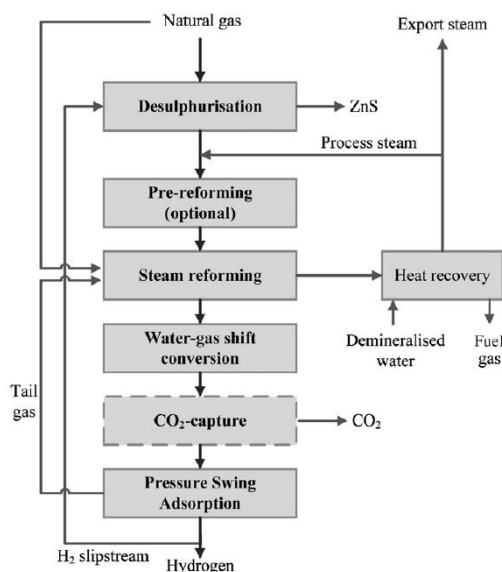 Natural gas
Export steam
Desulphurisation
ZnS
Process steam
Pre-reforming
(optional)
Steam reforming
Heat recovery
Water-gas shift
conversion
Demineralised
water
Fuel
gas
Tail
gas
CO₂-capture
CO₂
Pressure Swing
Adsorption
H₂ slipstream
Hydrogen